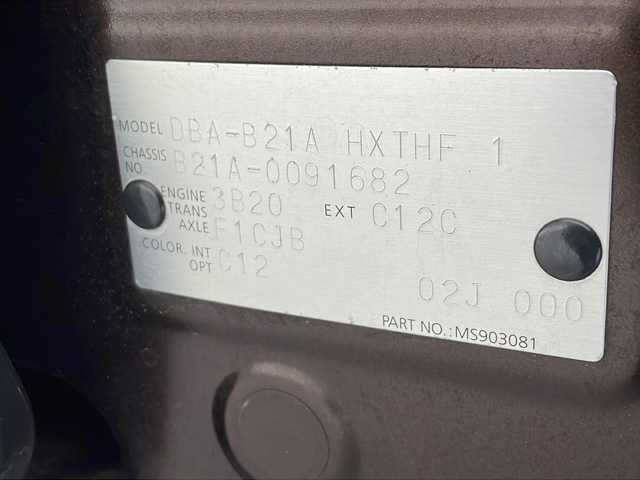 MODEL DBA-B21A HXTHF 1
CHASSIS NO. B21A-0091682
ENGINE 3B20 EXT C12C
TRANS AXLE F1CJB
COLOR. INT OPT C12
02J 000
PART NO.:MS903081